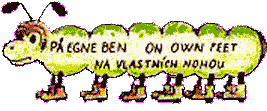 PÅ EGNE BEN ON OWN FEET
NA VLASTNÍCH NOHOU